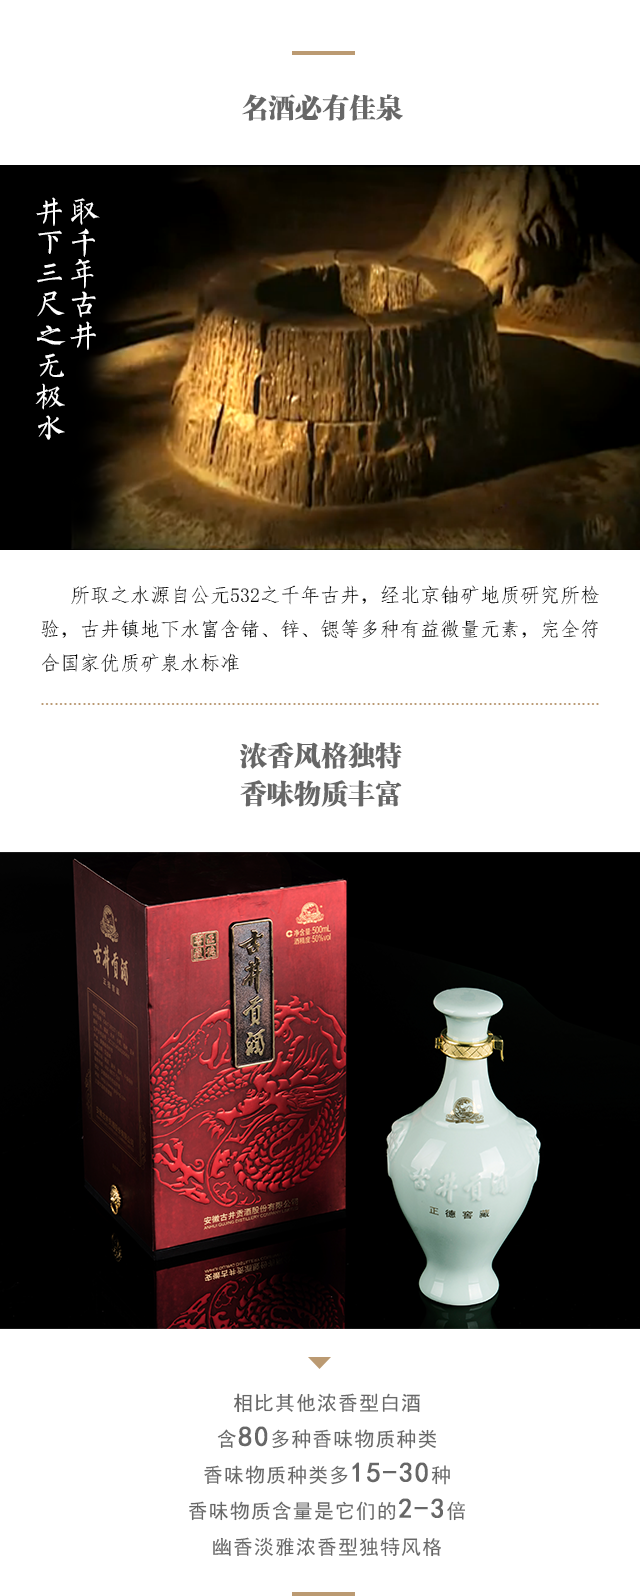 名酒必有佳泉
取千年古井
井下三尺之无极水
所取之水源自公元532之千年古井，经北京铀矿地质研究所检
验，古井镇地下水富含锗、锌、锶等多种有益微量元素，完全符
合国家优质矿泉水标准
浓香风格独特
香味物质丰富
古井贡酒
净含量:500mL
酒精度:50%vol
古井贡酒
安徽古井贡酒股份有限公司
古井贡酒
正德窖藏
相比其他浓香型白酒
含80多种香味物质种类
香味物质种类多15-30种
香味物质含量是它们的2-3倍
幽香淡雅浓香型独特风格